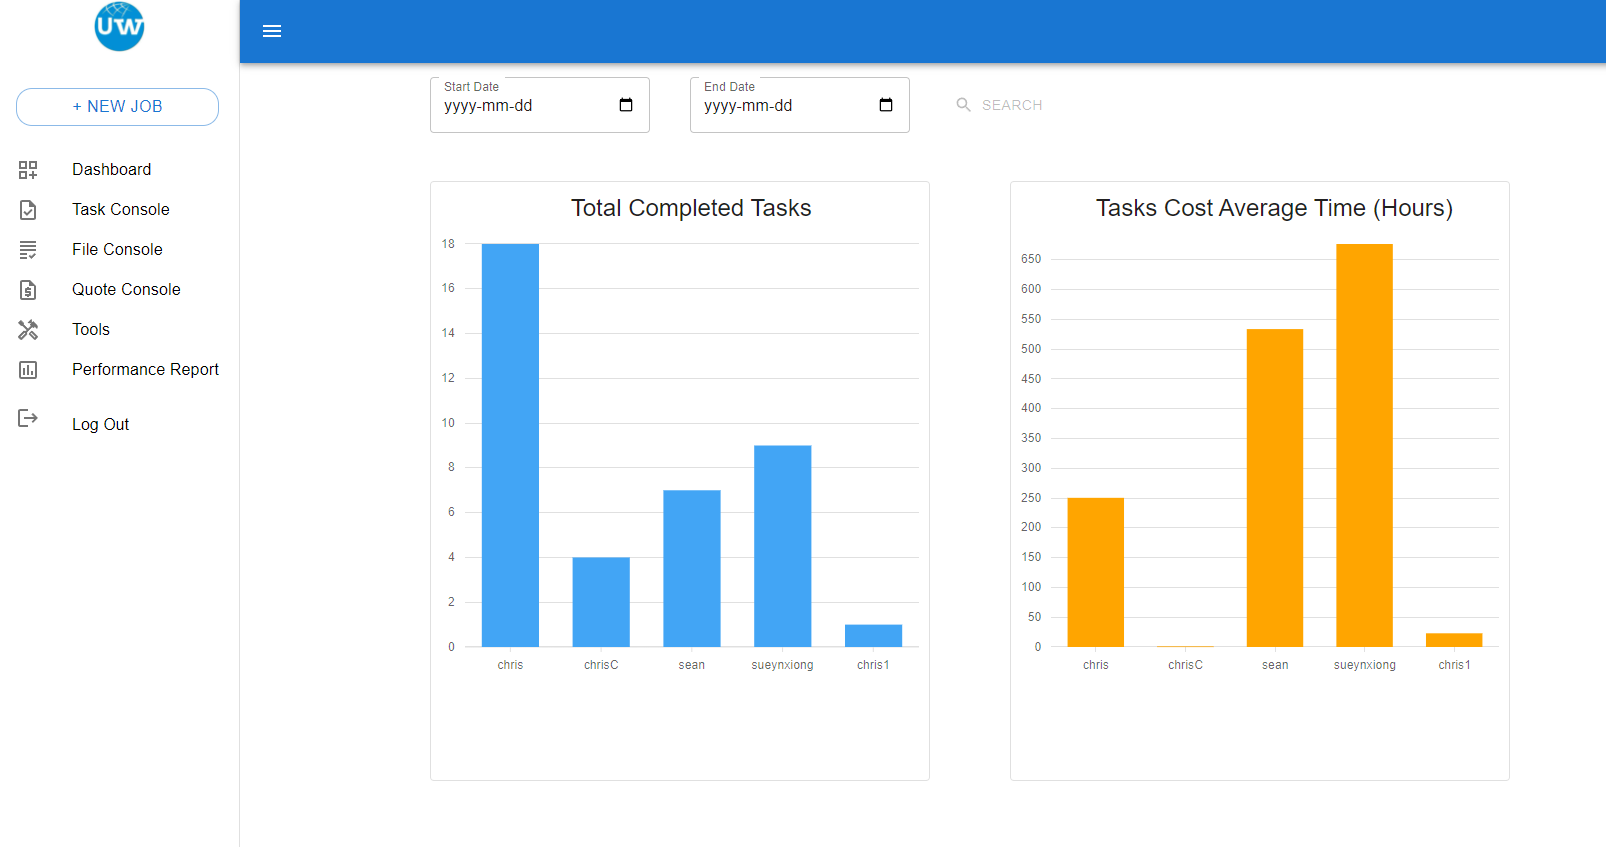 UW
+ NEW JOB
Dashboard
Task Console
File Console
Quote Console
Tools
Performance Report
Log Out
Start Date
yyyy-mm-dd
End Date
yyyy-mm-dd
SEARCH
Total Completed Tasks
18
16
14
12
10
8
6
4
2
0
chris chrisC sean sueynxiong chris1
Tasks Cost Average Time (Hours)
650
600
550
500
450
400
350
300
250
200
150
100
50
0
chris chrisC sean sueynxiong chris1